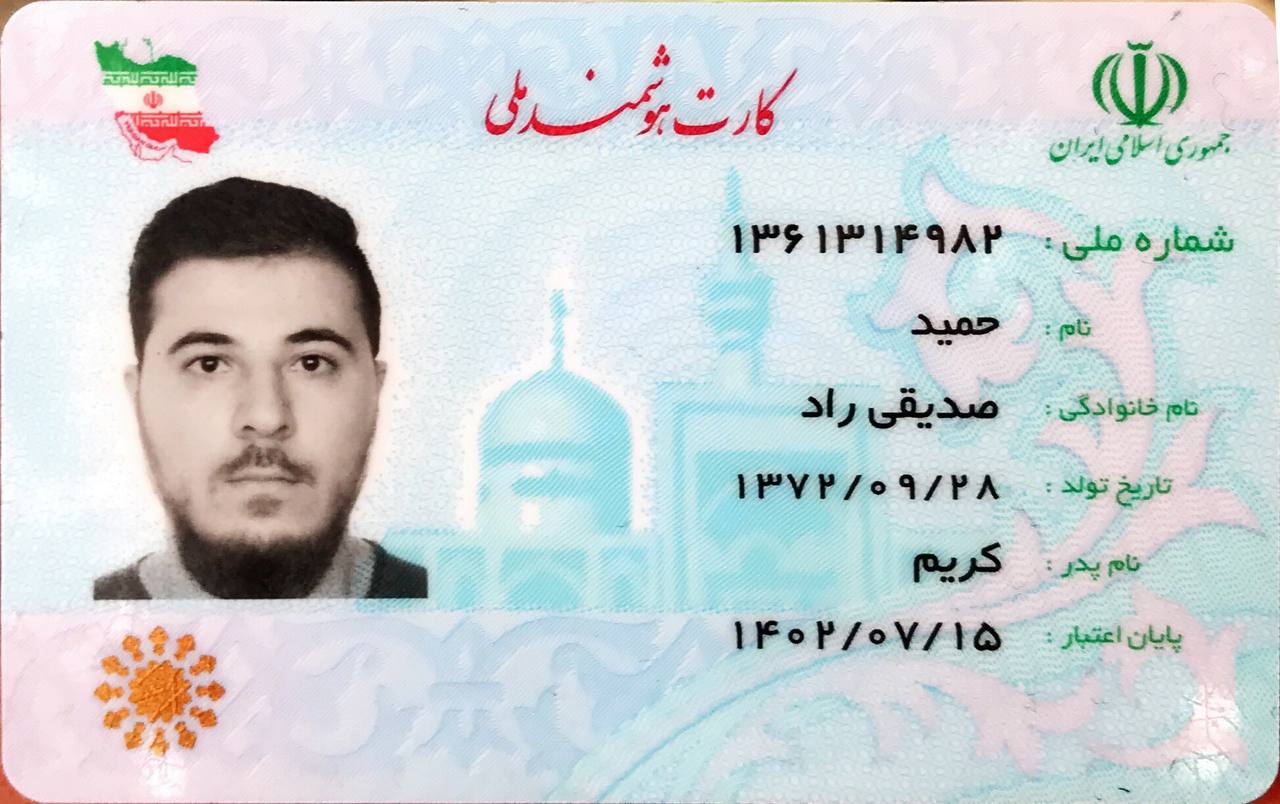 کارت هوشمند ملی
جمهوری اسلامی ایران
شماره ملی : ۱۳۶۱۳۱۴۹۸۲
نام : حمید
نام خانوادگی : صدیقی راد
تاریخ تولد : ۱۳۷۲/۰۹/۲۸
نام پدر : کریم
پایان اعتبار : ۱۴۰۲/۰۷/۱۵